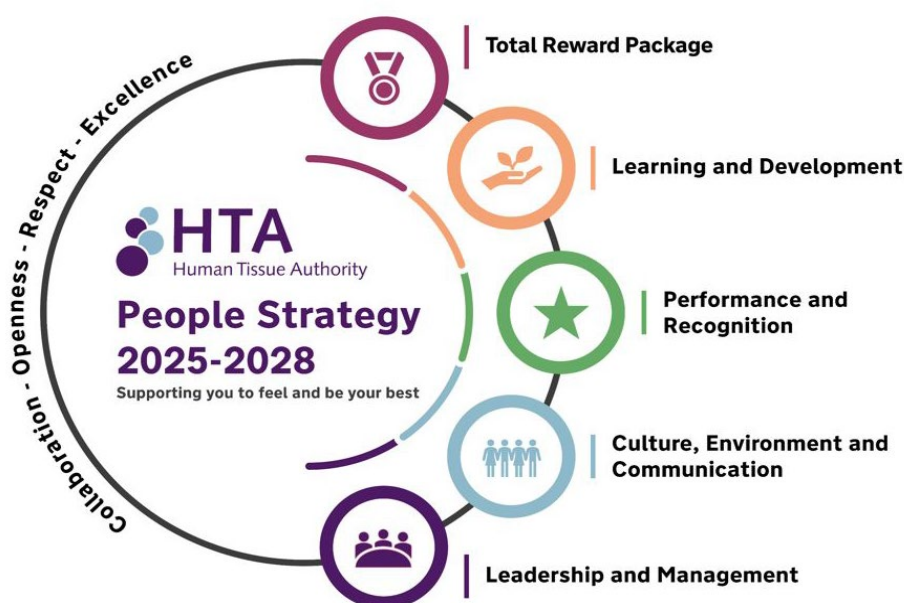 Collaboration - Openness - Respect - Excellence
HTA
Human Tissue Authority
People Strategy
2025-2028
Supporting you to feel and be your best
Total Reward Package
Learning and Development
Performance and
Recognition
Culture, Environment and
Communication
Leadership and Management